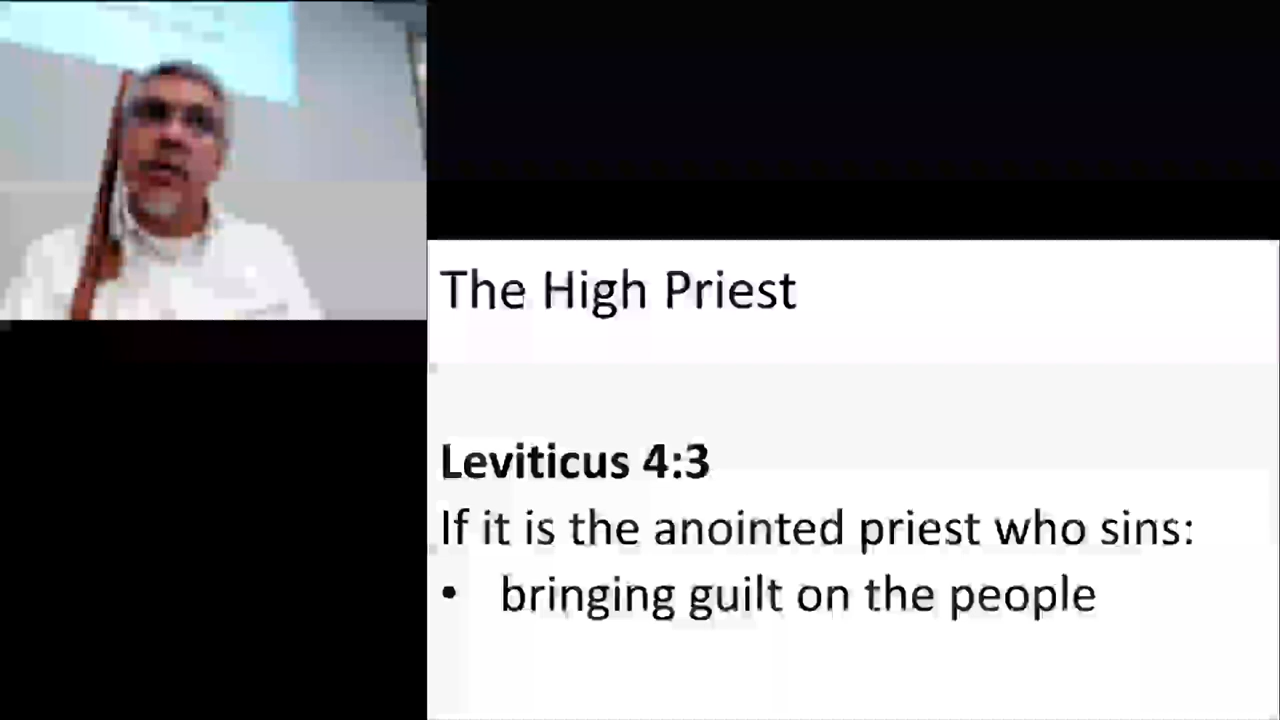 The High Priest
Leviticus 4:3
If it is the anointed priest who sins:
• bringing guilt on the people